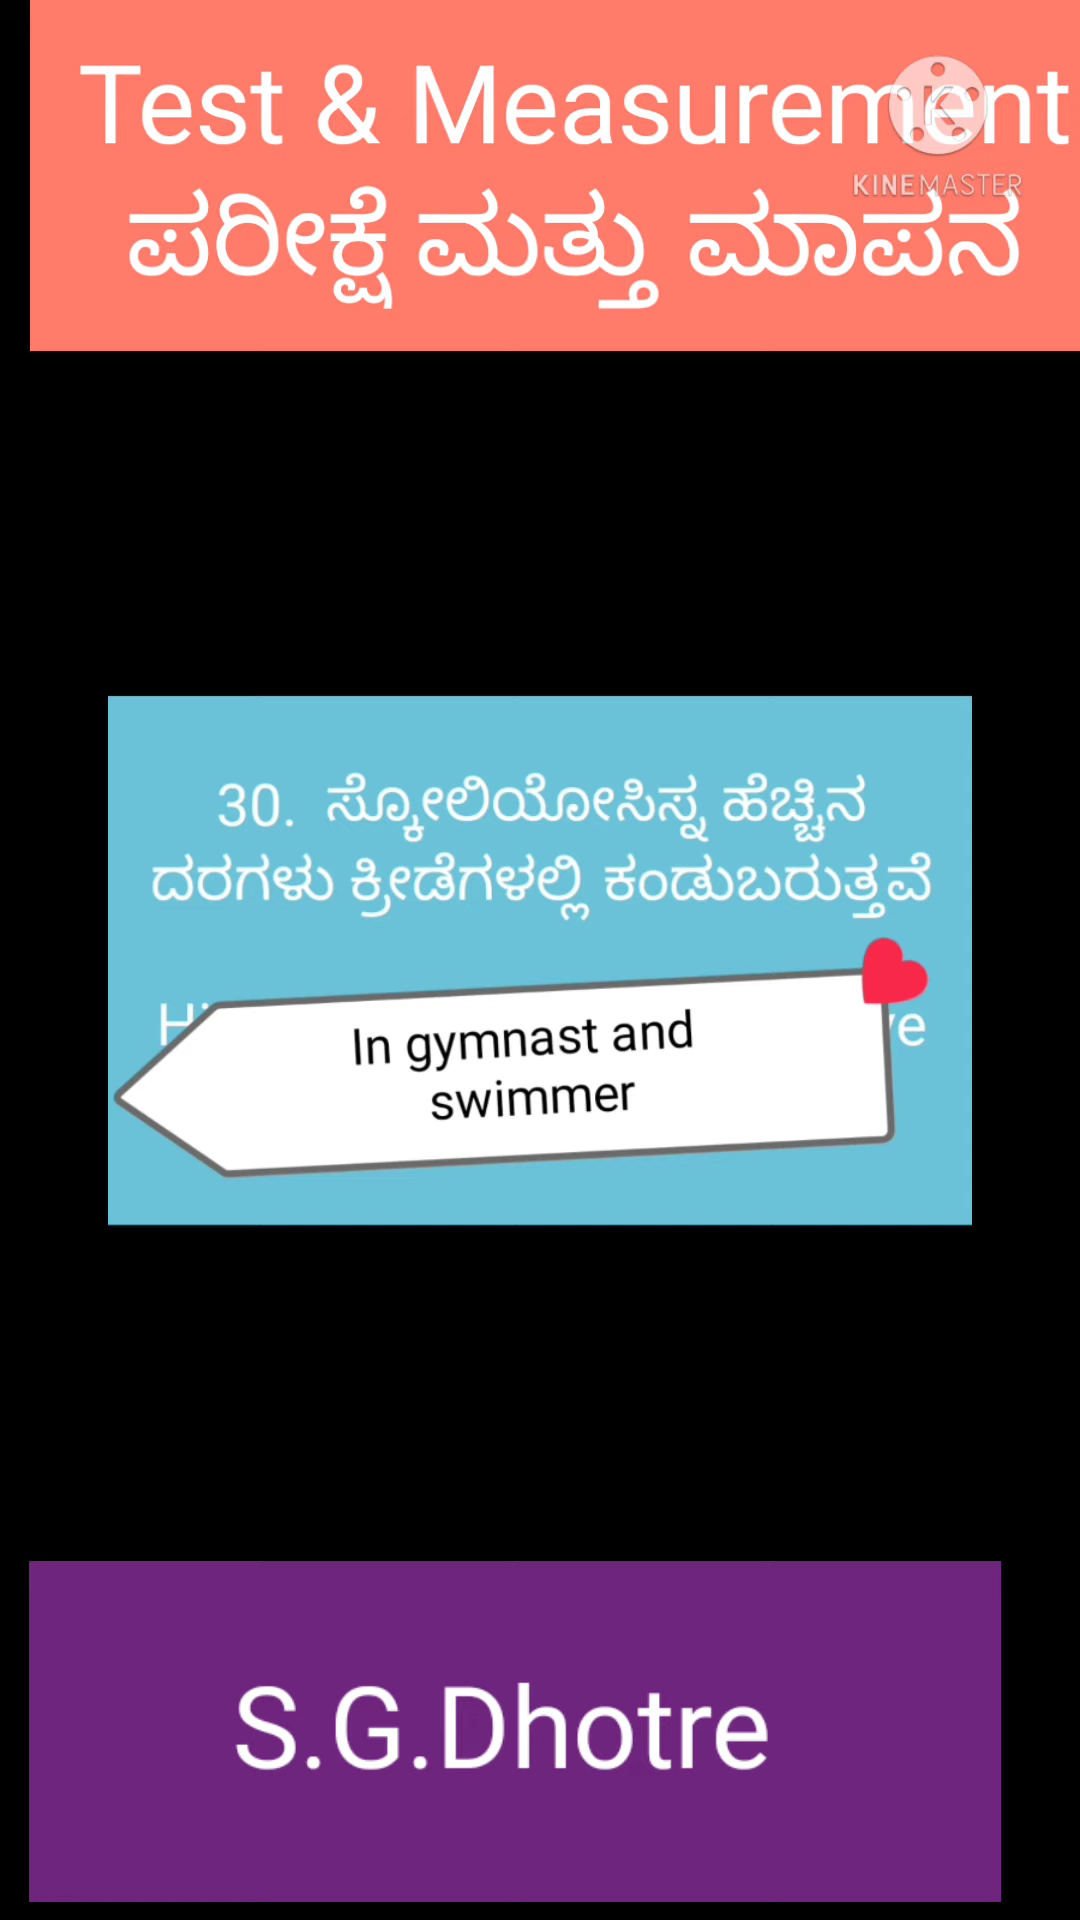 Test & Measurement
KINEMASTER
ಪರೀಕ್ಷೆ ಮತ್ತು ಮಾಪನ
30. ಸ್ಕೋಲಿಯೋಸಿಸ್ನ ಹೆಚ್ಚಿನ
ದರಗಳು ಕ್ರೀಡೆಗಳಲ್ಲಿ ಕಂಡುಬರುತ್ತವೆ
In gymnast and
swimmer
S.G.Dhotre